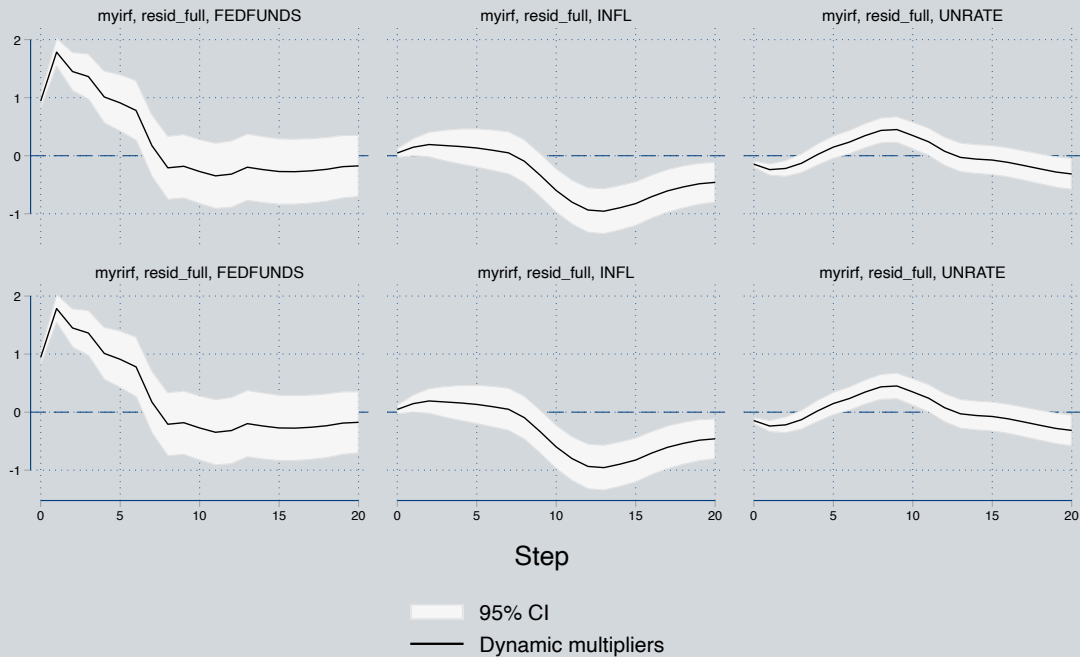 myirf, resid_full, FEDFUNDS
myirf, resid_full, INFL
myirf, resid_full, UNRATE
2
1
0
-1
myrirf, resid_full, FEDFUNDS
myrirf, resid_full, INFL
myrirf, resid_full, UNRATE
2
1
0
-1
0 5 10 15 20
0 5 10 15 20
0 5 10 15 20
Step
95% CI
Dynamic multipliers